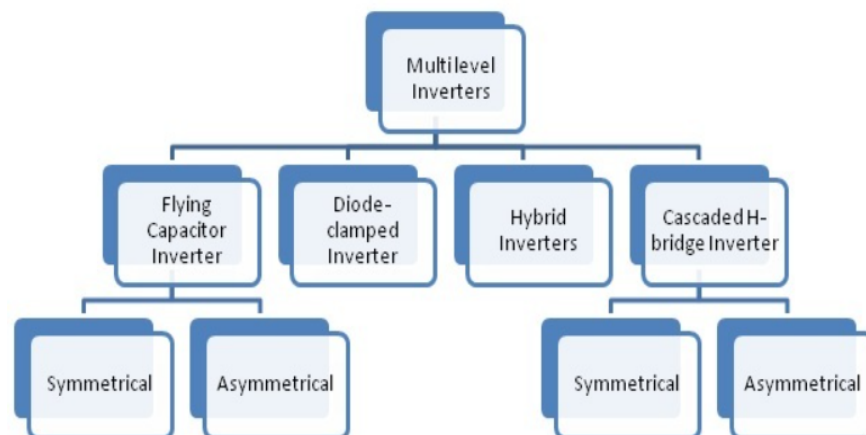 Multilevel
Inverters
Flying
Capacitor
Inverter
Diode-
clamped
Inverter
Hybrid
Inverters
Cascaded H-
bridge Inverter
Symmetrical
Asymmetrical
Symmetrical
Asymmetrical